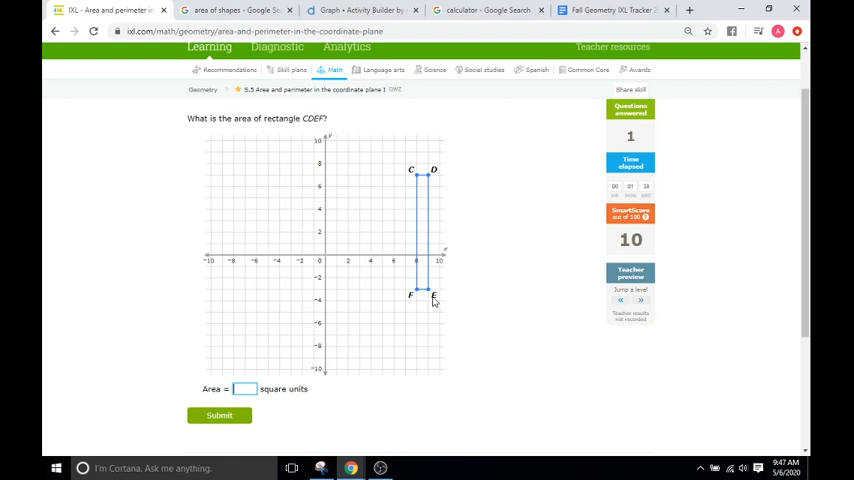 IXL - Area and perimeter in
area of shapes - Google Se
Graph • Activity Builder by
calculator - Google Search
Fall Geometry IXL Tracker 2
ixl.com/math/geometry/area-and-perimeter-in-the-coordinate-plane
A
Learning Diagnostic Analytics Teacher resources
Recommendations Skill plans Math Language arts Science Social studies Spanish Common Core Awards
Geometry > S.5 Area and perimeter in the coordinate plane 1 GWZ
Share skill
What is the area of rectangle CDEF?
Questions answered
1
Time elapsed
00 01
HR MIN SEC
SmartScore
out of 100 ?
10
Teacher preview
Jump a level
Teacher results not recorded
y
10
8
C D
6
4
2
x
-10 -8 -6 -4 -2 0 2 4 6 8 10
-2
F E
-4
-6
-8
-10
Area = square units
Submit
I'm Cortana. Ask me anything.
9:47 AM
5/6/2020